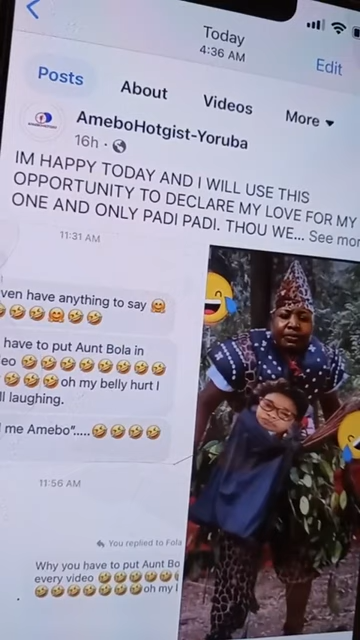 Today
4:36 AM
Edit
Posts
About
Videos
More
AmeboHotgist-Yoruba
16h
IM HAPPY TODAY AND I WILL USE THIS
OPPORTUNITY TO DECLARE MY LOVE FOR MY
ONE AND ONLY PADI PADI. THOU WE... See mor
11:31 AM
ven have anything to say 🤗
🤣🤣🤗🤣🤣
have to put Aunt Bola in
eo 🤣🤣🤣🤣🤣🤣🤣🤣
🤣🤣🤣oh my belly hurt I
ll laughing.
me Amebo".....🤣🤣🤣🤣
11:56 AM
You replied to Fola
Why you have to put Aunt Bo
every video 🤣🤣🤣🤣🤣🤣
🤣🤣🤣🤣🤣🤣🤣oh my